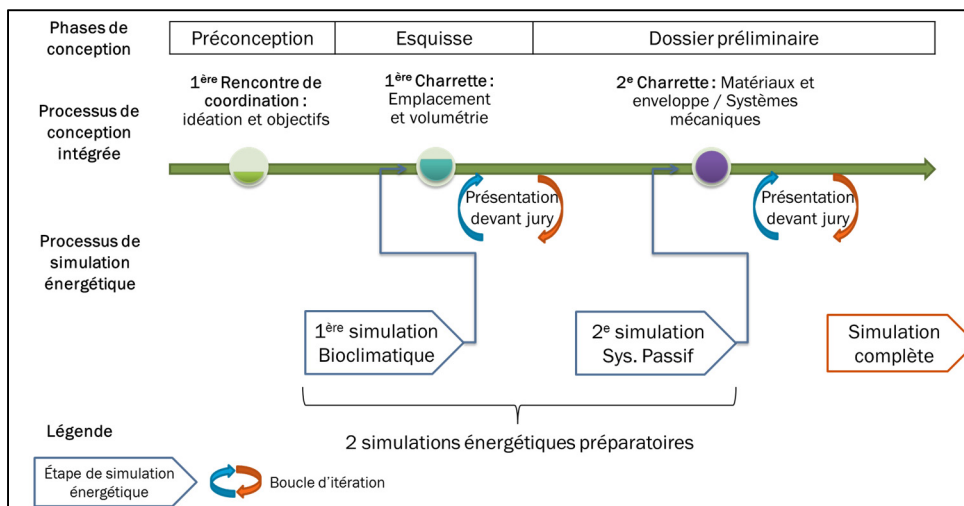 Phases de
conception
Préconception
Esquisse
Dossier préliminaire
Processus de
conception
intégrée
1ère Rencontre de
coordination :
idéation et objectifs
1ère Charrette :
Emplacement
et volumétrie
2e Charrette : Matériaux et
enveloppe / Systèmes
mécaniques
Présentation
devant jury
Présentation
devant jury
Processus de
simulation
énergétique
1ère simulation
Bioclimatique
2e simulation
Sys. Passif
Simulation
complète
2 simulations énergétiques préparatoires
Légende
Étape de simulation
énergétique
Boucle d'itération